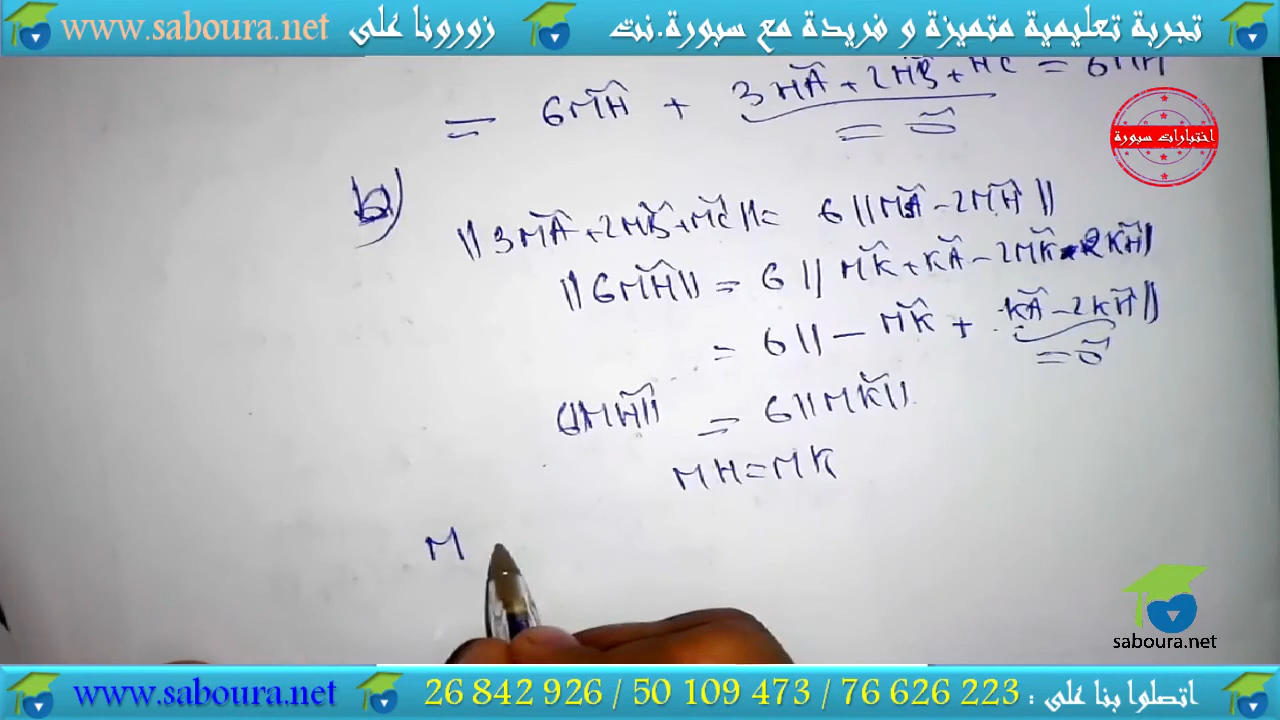 www.saboura.net زورونا على تجربة تعليمية متميزة و فريدة مع سبورة.نت
= 6MH + 3MA + 2MB + MC = 6MH
= 0
اختبارات سبورة
b)
||3MA + 2MB + MC|| = 6||MA - 2MH||
||6MH|| = 6||MK + KA - 2MK - 2KH||
= 6||- MK + KA - 2KH||
= 0
6||MH|| = 6||MK||
MH = MK
M
saboura.net
www.saboura.net 26 842 926 / 50 109 473 / 76 626 223 : اتصلوا بنا على